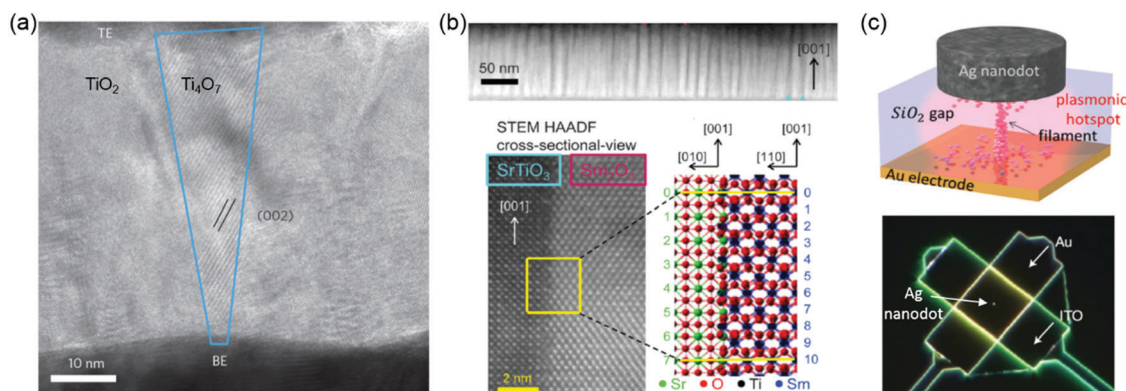 (a)
TE
TiO₂
Ti₄O₇
(002)
10 nm
BE
(b)
50 nm
[001]
STEM HAADF
cross-sectional-view
SrTiO₃
Sm₂O₃
[001]
2 nm
[001]
[001]
[010]
[110]
0
1
2
3
4
5
6
7
0
1
2
3
4
5
6
7
8
9
10
Sr
O
Ti
Sm
(c)
Ag nanodot
SiO₂ gap
plasmonic
hotspot
filament
Au electrode
Au
Ag
nanodot
ITO